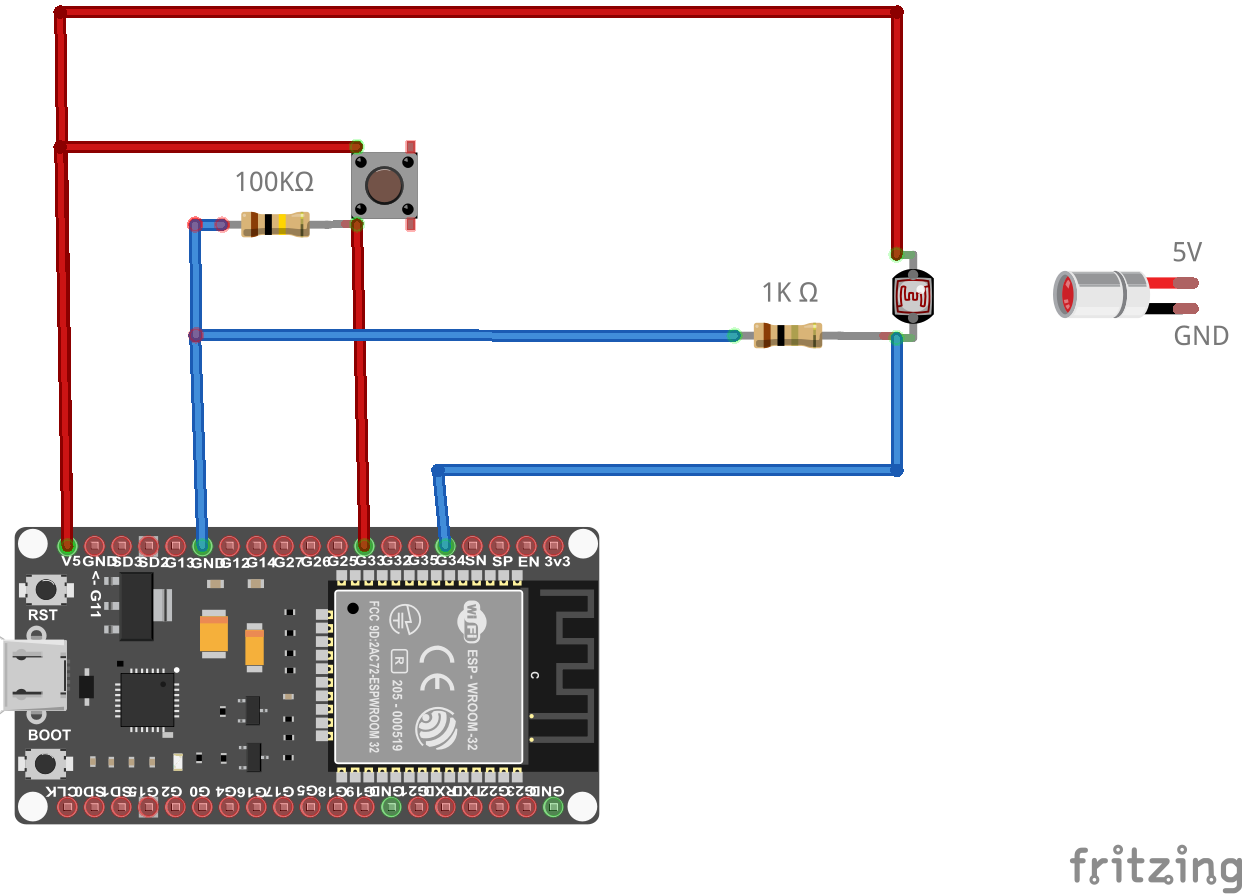 100KΩ
5V
1K Ω
GND
V5 GND SD3 SD2 G13 GND G12 G14 G27 G26 G25 G33 G32 G35 G34 SN SP EN 3v3
<- G11
RST
FCC 9D:2AC72-ESPWROOM 32
R
205 - 000519
CE
Wi Fi
ESP - WROOM -32
C
BOOT
CLK SD0 SD1 G15 G2 G0 G4 G16 G17 G5 G18 G19 GND G21 RXD TXD G22 G23 GND
fritzing